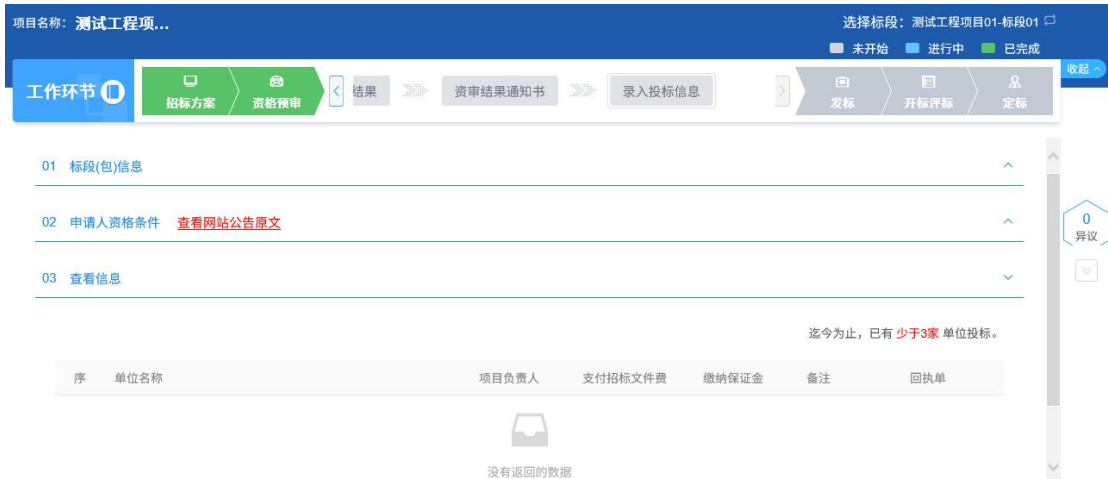 项目名称： 测试工程项...
选择标段：测试工程项目01-标段01
未开始 进行中 已完成
收起
工作环节
招标方案 资格预审 结果 资审结果通知书 录入投标信息 发标 开标评标 定标
01 标段(包)信息
02 申请人资格条件 查看网站公告原文
0
异议
03 查看信息
迄今为止，已有 少于3家 单位投标。
序 单位名称 项目负责人 支付招标文件费 缴纳保证金 备注 回执单
没有返回的数据